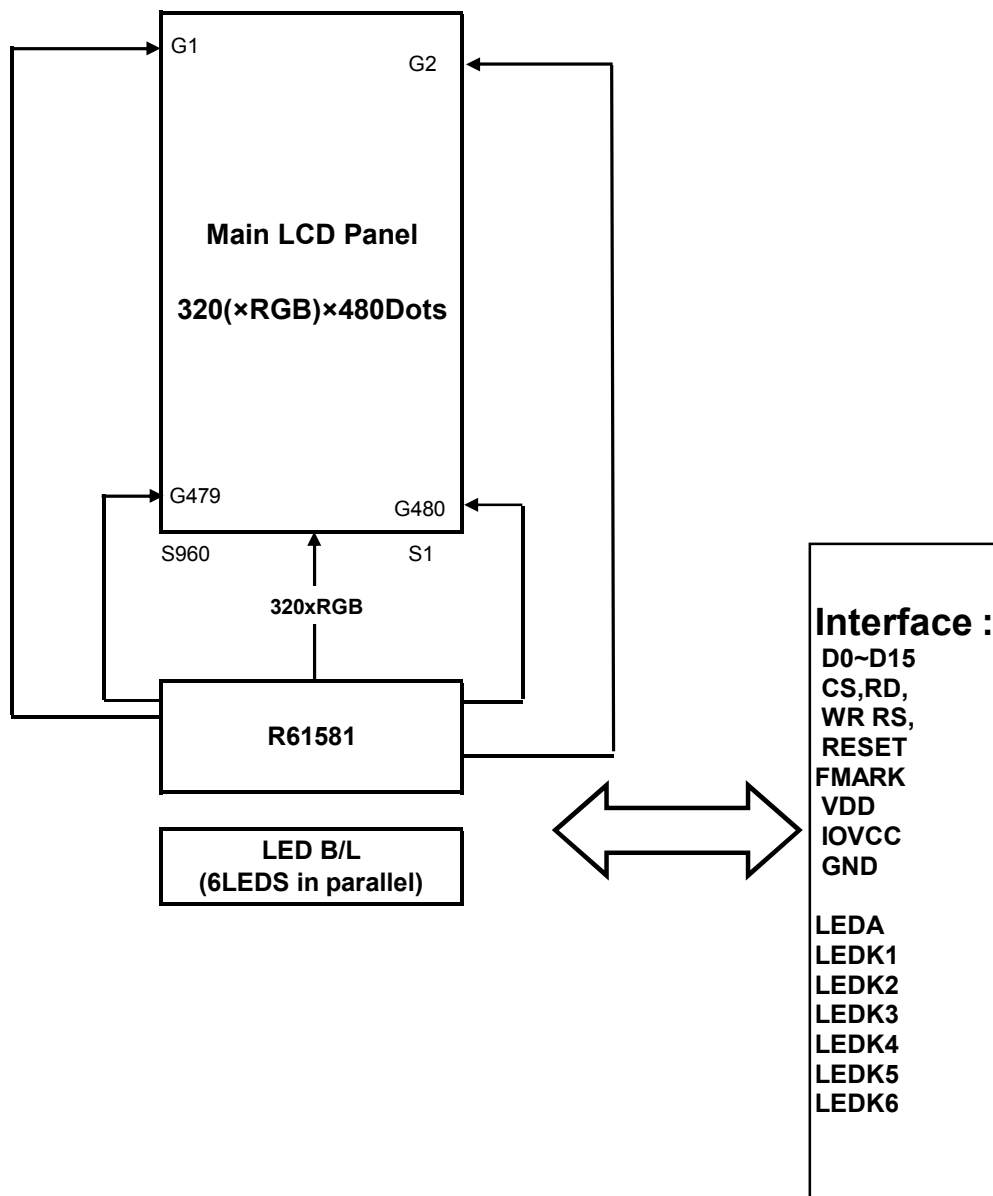 G1
G2
Main LCD Panel
320(×RGB)×480Dots
G479
G480
S960
S1
320xRGB
R61581
LED B/L
(6LEDS in parallel)
Interface :
D0~D15
CS,RD,
WR RS,
RESET
FMARK
VDD
IOVCC
GND
LEDA
LEDK1
LEDK2
LEDK3
LEDK4
LEDK5
LEDK6